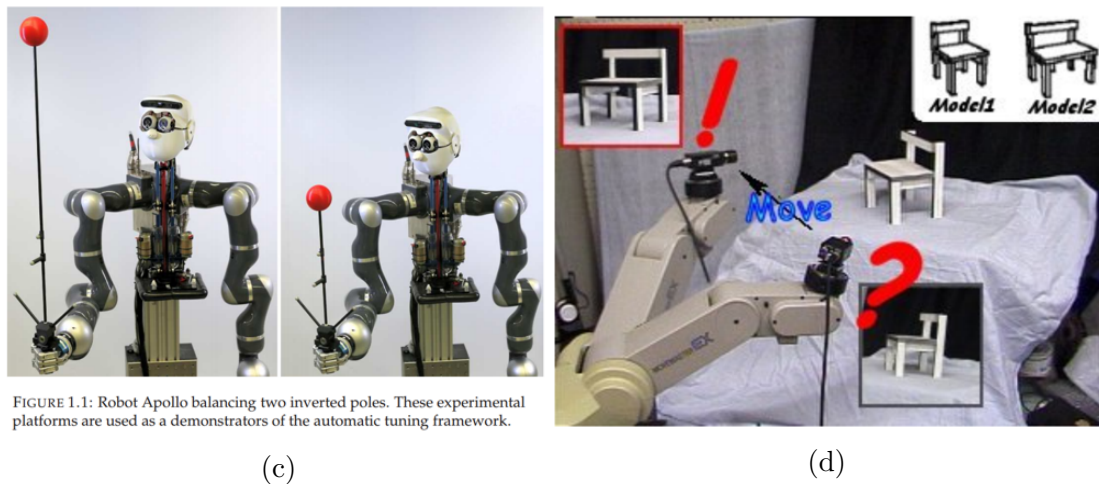 Model1
Model2
!
Move
?
EX
FIGURE 1.1: Robot Apollo balancing two inverted poles. These experimental
platforms are used as a demonstrators of the automatic tuning framework.
(c)
(d)